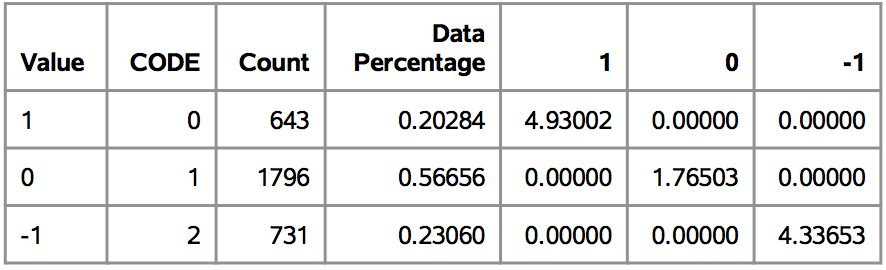 Value CODE Count Data Percentage 1 0 -1
1 0 643 0.20284 4.93002 0.00000 0.00000
0 1 1796 0.56656 0.00000 1.76503 0.00000
-1 2 731 0.23060 0.00000 0.00000 4.33653